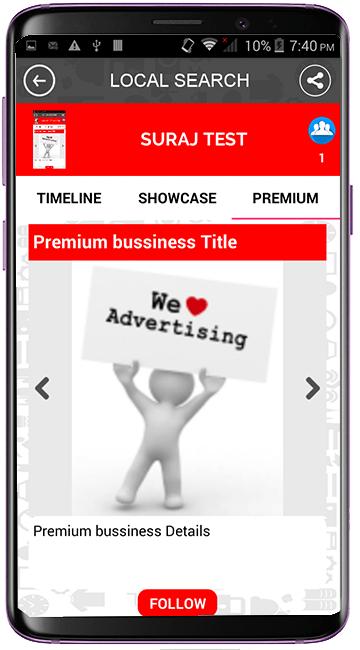 10% 7:40 PM
LOCAL SEARCH
SURAJ TEST
1
TIMELINE SHOWCASE PREMIUM
Premium bussiness Title
We
Advertising
Premium bussiness Details
FOLLOW